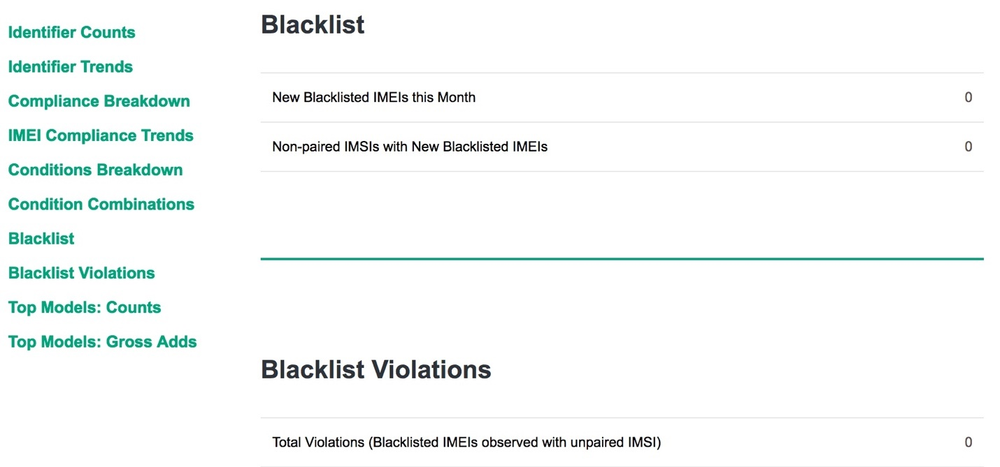 Identifier Counts
Identifier Trends
Compliance Breakdown
IMEI Compliance Trends
Conditions Breakdown
Condition Combinations
Blacklist
Blacklist Violations
Top Models: Counts
Top Models: Gross Adds
Blacklist
New Blacklisted IMEIs this Month 0
Non-paired IMSIs with New Blacklisted IMEIs 0
Blacklist Violations
Total Violations (Blacklisted IMEIs observed with unpaired IMSI) 0